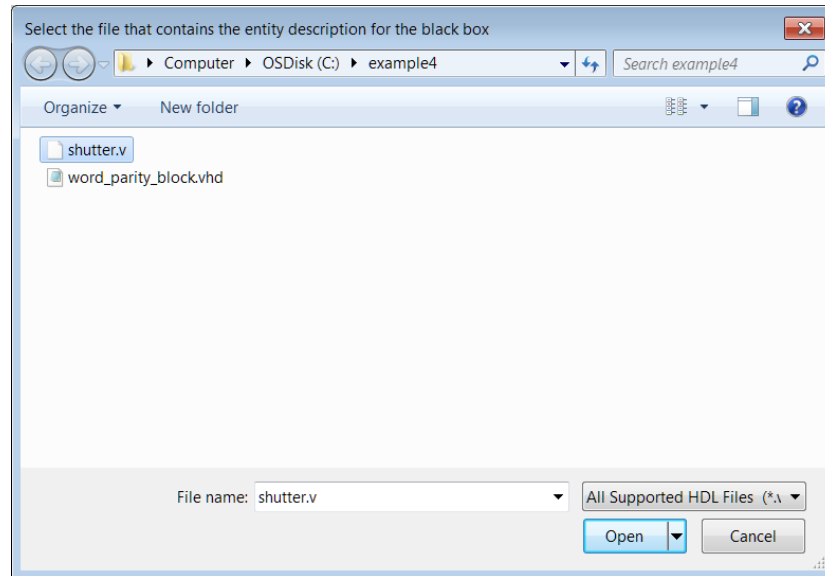 Select the file that contains the entity description for the black box
Computer OSDisk (C:) example4 Search example4
Organize New folder
shutter.v
word_parity_block.vhd
File name: shutter.v All Supported HDL Files (*.v
Open Cancel